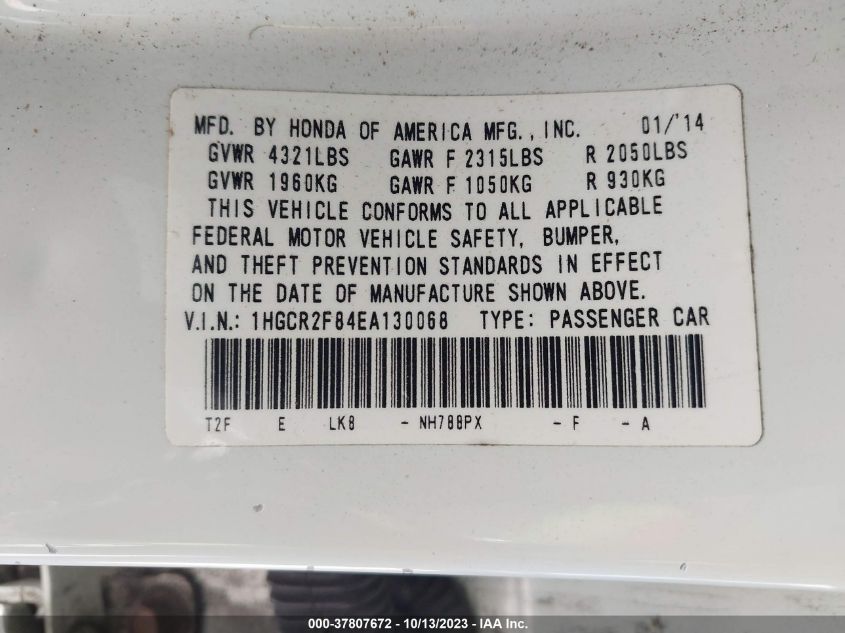 MFD. BY HONDA OF AMERICA MFG., INC. 01/'14
GVWR 4321LBS GAWR F 2315LBS R 2050LBS
GVWR 1960KG GAWR F 1050KG R 930KG
THIS VEHICLE CONFORMS TO ALL APPLICABLE
FEDERAL MOTOR VEHICLE SAFETY, BUMPER,
AND THEFT PREVENTION STANDARDS IN EFFECT
ON THE DATE OF MANUFACTURE SHOWN ABOVE.
V.I.N.: 1HGCR2F84EA130068 TYPE: PASSENGER CAR
T2F E LK8 - NH788PX - F - A
000-37807672 - 10/13/2023 - IAA Inc.